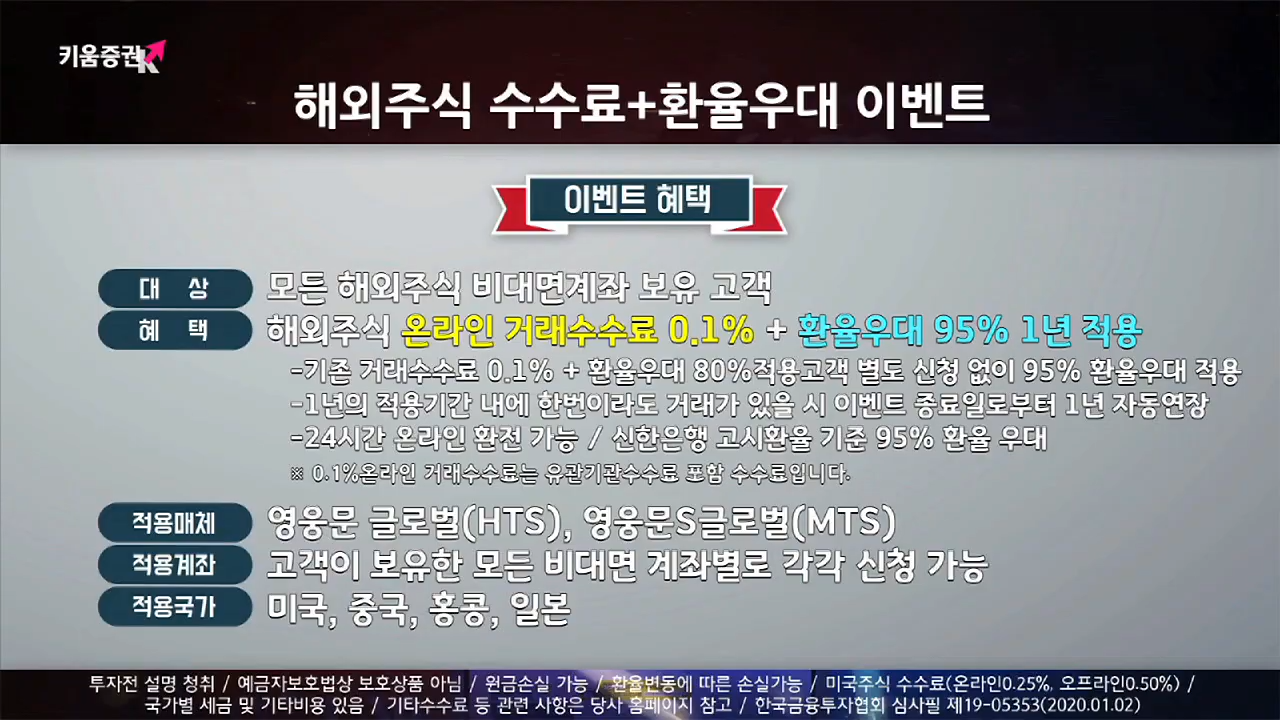 키움증권
해외주식 수수료+환율우대 이벤트
이벤트 혜택
대 상 모든 해외주식 비대면계좌 보유 고객
혜 택 해외주식 온라인 거래수수료 0.1% + 환율우대 95% 1년 적용
-기존 거래수수료 0.1% + 환율우대 80%적용고객 별도 신청 없이 95% 환율우대 적용
-1년의 적용기간 내에 한번이라도 거래가 있을 시 이벤트 종료일로부터 1년 자동연장
-24시간 온라인 환전 가능 / 신한은행 고시환율 기준 95% 환율 우대
※ 0.1%온라인 거래수수료는 유관기관수수료 포함 수수료입니다.
적용매체 영웅문 글로벌(HTS), 영웅문S글로벌(MTS)
적용계좌 고객이 보유한 모든 비대면 계좌별로 각각 신청 가능
적용국가 미국, 중국, 홍콩, 일본
투자전 설명 청취 / 예금자보호법상 보호상품 아님 / 원금손실 가능 / 환율변동에 따른 손실가능 / 미국주식 수수료(온라인0.25%, 오프라인0.50%) /
국가별 세금 및 기타비용 있음 / 기타수수료 등 관련 사항은 당사 홈페이지 참고 / 한국금융투자협회 심사필 제19-05353(2020.01.02)